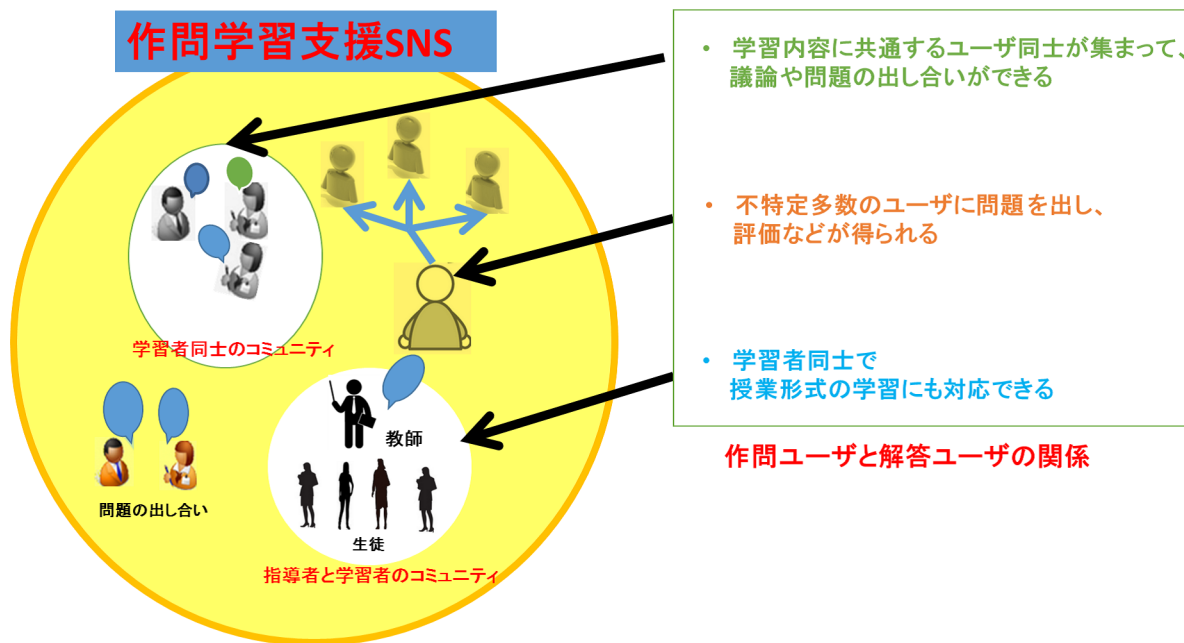 作問学習支援SNS
• 学習内容に共通するユーザ同士が集まって、
議論や問題の出し合いができる
• 不特定多数のユーザに問題を出し、
評価などが得られる
• 学習者同士で
授業形式の学習にも対応できる
作問ユーザと解答ユーザの関係
学習者同士のコミュニティ
教師
生徒
問題の出し合い
指導者と学習者のコミュニティ